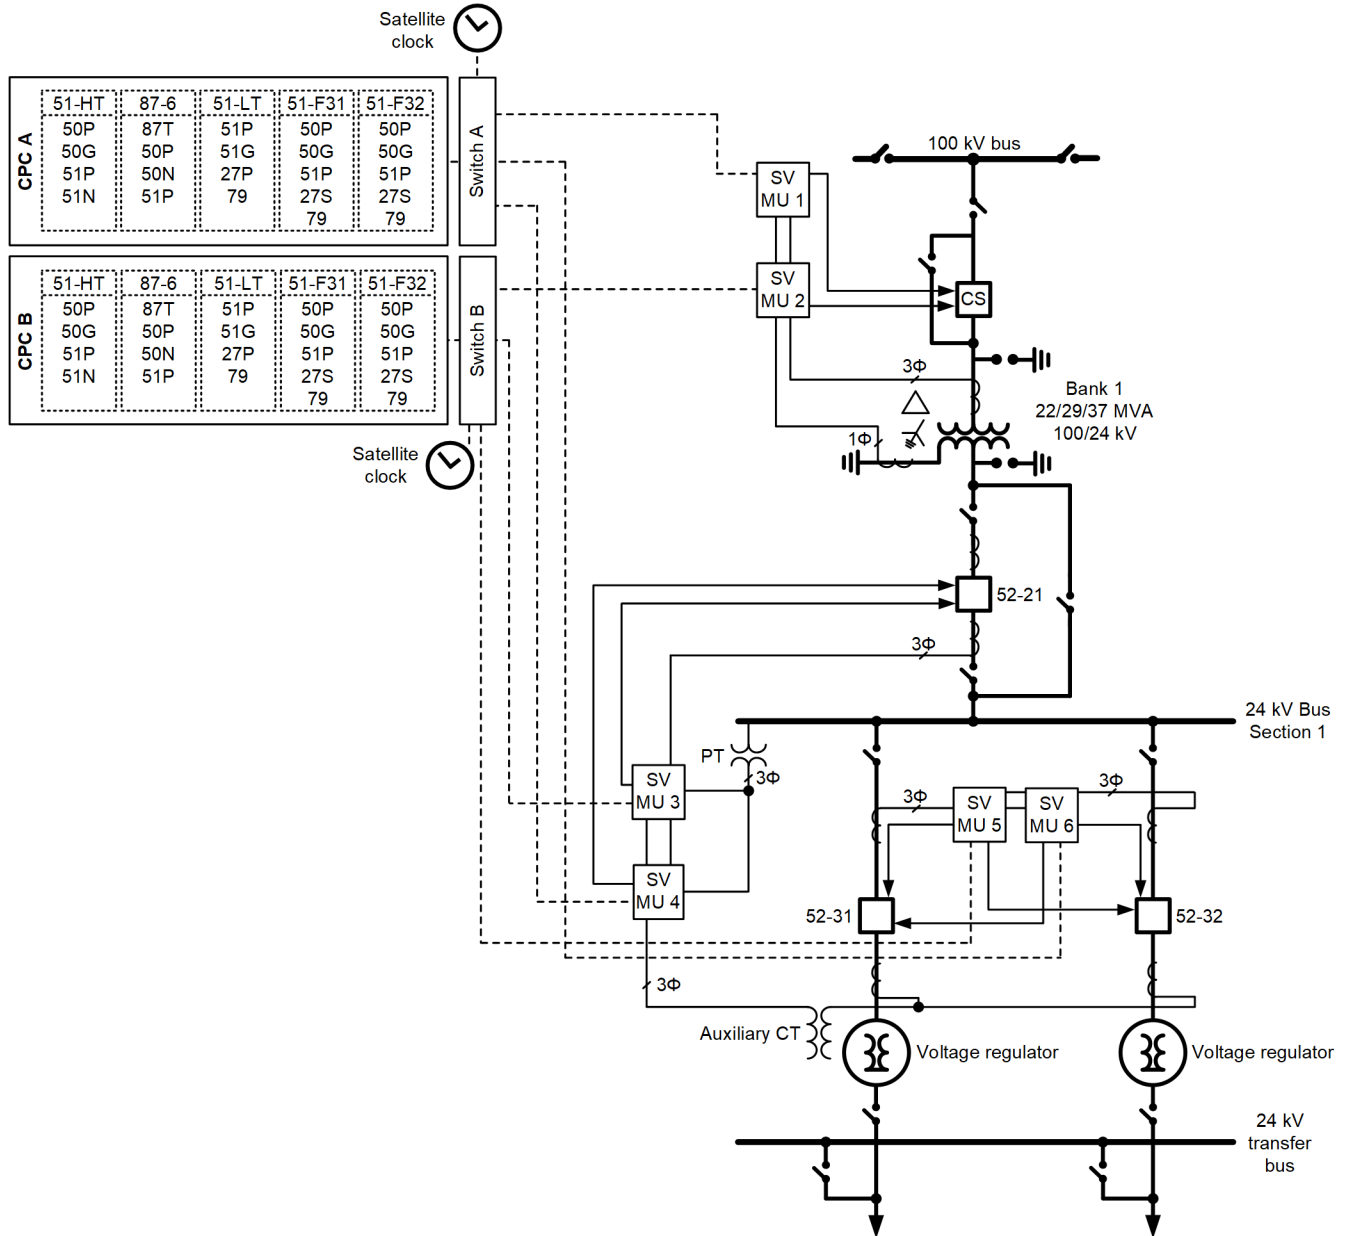 Satellite
clock
CPC A
51-HT 87-6 51-LT 51-F31 51-F32
50P 87T 51P 50P 50P
50G 50P 51G 50G 50G
51P 50N 27P 51P 51P
51N 51P 79 27S 27S
79 79
Switch A
CPC B
51-HT 87-6 51-LT 51-F31 51-F32
50P 87T 51P 50P 50P
50G 50P 51G 50G 50G
51P 50N 27P 51P 51P
51N 51P 79 27S 27S
79 79
Switch B
Satellite
clock
100 kV bus
SV
MU 1
SV
MU 2
CS
3Φ
1Φ
Bank 1
22/29/37 MVA
100/24 kV
52-21
3Φ
24 kV Bus
Section 1
PT
3Φ
SV
MU 3
SV
MU 4
3Φ
SV
MU 5
SV
MU 6
3Φ
52-31
52-32
3Φ
Auxiliary CT
Voltage regulator
Voltage regulator
24 kV
transfer
bus